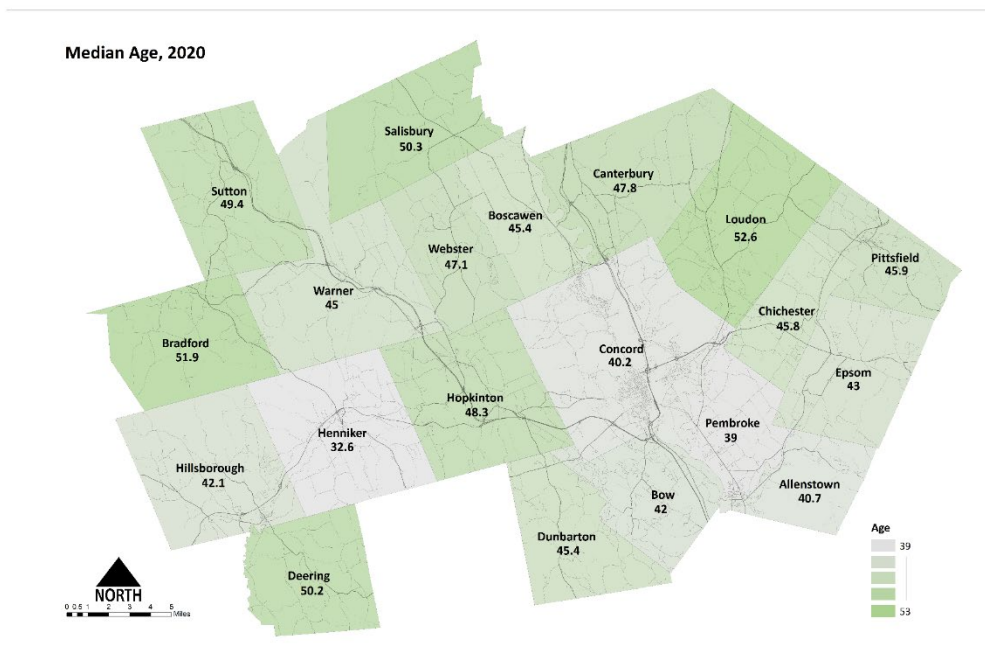 Median Age, 2020
Salisbury
50.3
Sutton
49.4
Canterbury
47.8
Boscawen
45.4
Loudon
52.6
Webster
47.1
Pittsfield
45.9
Warner
45
Chichester
45.8
Bradford
51.9
Concord
40.2
Epsom
43
Hopkinton
48.3
Pembroke
39
Henniker
32.6
Hillsborough
42.1
Allenstown
40.7
Bow
42
Dunbarton
45.4
Deering
50.2
Age
39
53
NORTH
0 0.5 1 2 3 4 5
Miles